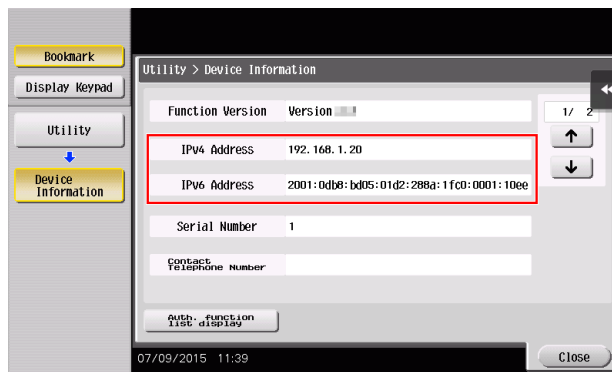 Bookmark
Display Keypad
Utility
Device
Information
Utility > Device Information
Function Version Version
1/ 2
IPv4 Address 192.168.1.20
IPv6 Address 2001:0db8:bd05:01d2:288a:1fc0:0001:10ee
Serial Number 1
Contact
Telephone Number
Auth. function
list display
07/09/2015 11:39
Close